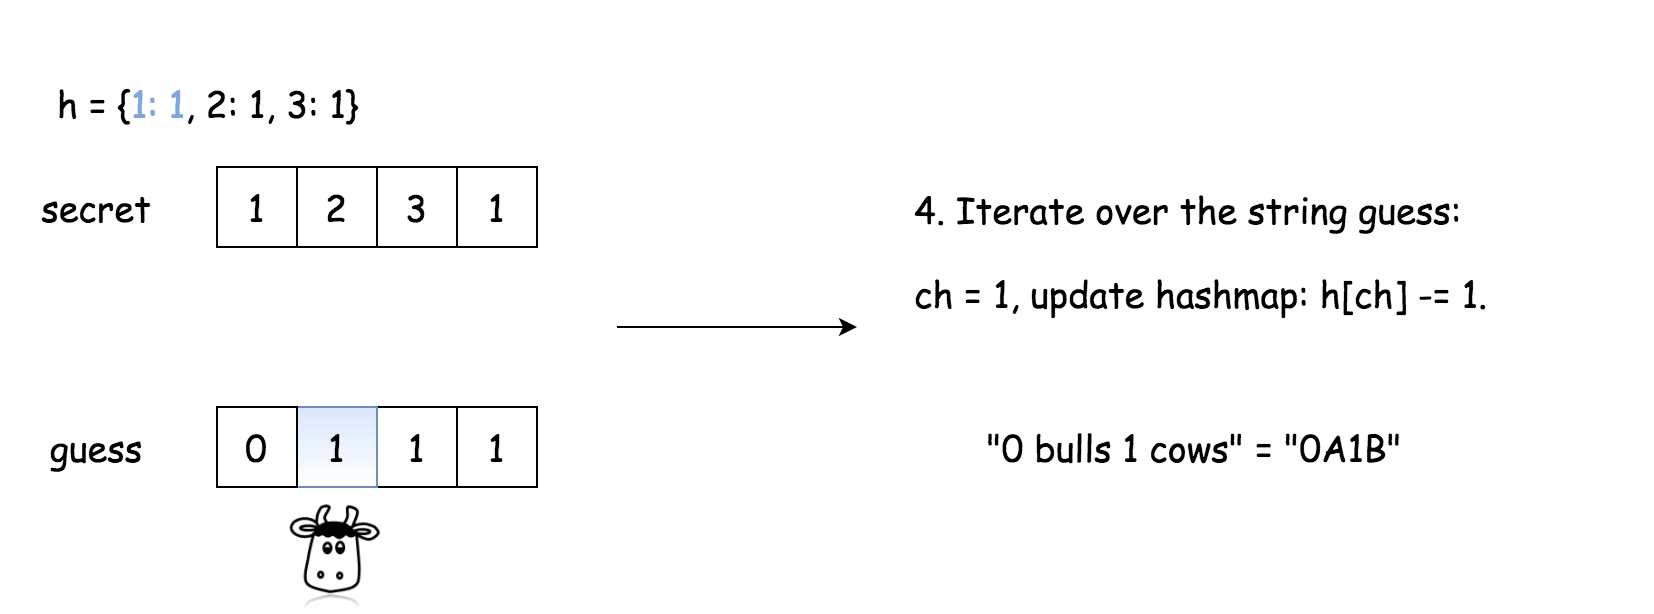 h = {1: 1, 2: 1, 3: 1}
secret 1 2 3 1
4. Iterate over the string guess:
ch = 1, update hashmap: h[ch] -= 1.
guess 0 1 1 1
"0 bulls 1 cows" = "0A1B"